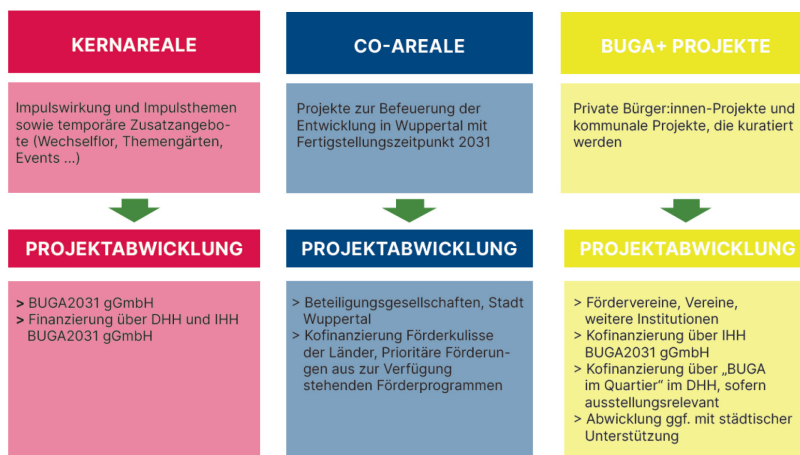 KERNAREALE
Impulswirkung und Impulsthemen
sowie temporäre Zusatzangebo-
te (Wechselflor, Themengärten,
Events ...)
PROJEKTABWICKLUNG
> BUGA2031 gGmbH
> Finanzierung über DHH und IHH
BUGA2031 gGmbH
CO-AREALE
Projekte zur Befeuerung der
Entwicklung in Wuppertal mit
Fertigstellungszeitpunkt 2031
PROJEKTABWICKLUNG
> Beteiligungsgesellschaften, Stadt
Wuppertal
> Kofinanzierung Förderkulisse
der Länder, Prioritäre Förderun-
gen aus zur Verfügung
stehenden Förderprogrammen
BUGA+ PROJEKTE
Private Bürger:innen-Projekte und
kommunale Projekte, die kuratiert
werden
PROJEKTABWICKLUNG
> Fördervereine, Vereine,
weitere Institutionen
> Kofinanzierung über IHH
BUGA2031 gGmbH
> Kofinanzierung über „BUGA
im Quartier" im DHH, sofern
ausstellungsrelevant
> Abwicklung ggf. mit städtischer
Unterstützung